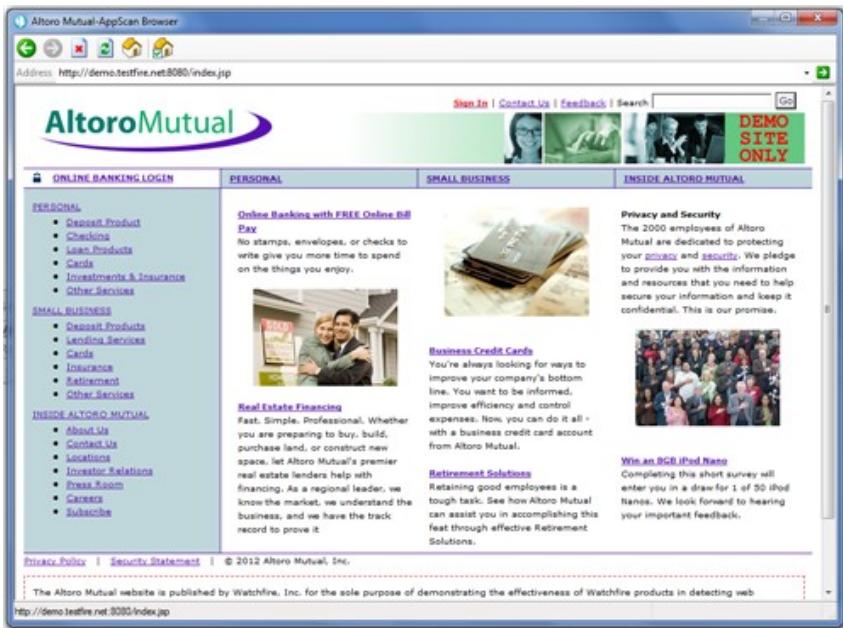 Altoro Mutual-AppScan Browser
Address http://demo.testfire.net:8080/index.jsp
Sign In | Contact Us | Feedback | Search Go
AltoroMutual
DEMO
SITE
ONLY
ONLINE BANKING LOGIN
PERSONAL
SMALL BUSINESS
INSIDE ALTORO MUTUAL
PERSONAL
Deposit Product
Checking
Loan Products
Cards
Investments & Insurance
Other Services
SMALL BUSINESS
Deposit Products
Lending Services
Cards
Insurance
Retirement
Other Services
INSIDE ALTORO MUTUAL
About Us
Contact Us
Locations
Investor Relations
Press Room
Careers
Subscribe
Online Banking with FREE Online Bill
Pay
No stamps, envelopes, or checks to
write give you more time to spend
on the things you enjoy.
SOLD
Real Estate Financing
Fast. Simple. Professional. Whether
you are preparing to buy, build,
purchase land, or construct new
space, let Altoro Mutual's premier
real estate lenders help with
financing. As a regional leader, we
know the market, we understand the
business, and we have the track
record to prove it
Business Credit Cards
You're always looking for ways to
improve your company's bottom
line. You want to be informed,
improve efficiency and control
expenses. Now, you can do it all -
with a business credit card account
from Altoro Mutual.
Retirement Solutions
Retaining good employees is a
tough task. See how Altoro Mutual
can assist you in accomplishing this
feat through effective Retirement
Solutions.
Privacy and Security
The 2000 employees of Altoro
Mutual are dedicated to protecting
your privacy and security. We pledge
to provide you with the information
and resources that you need to help
secure your information and keep it
confidential. This is our promise.
Win an 8GB iPod Nano
Completing this short survey will
enter you in a draw for 1 of 50 iPod
Nanos. We look forward to hearing
your important feedback.
Privacy Policy | Security Statement | © 2012 Altoro Mutual, Inc.
The Altoro Mutual website is published by Watchfire, Inc. for the sole purpose of demonstrating the effectiveness of Watchfire products in detecting web
http://demo.testfire.net:8080/index.jsp